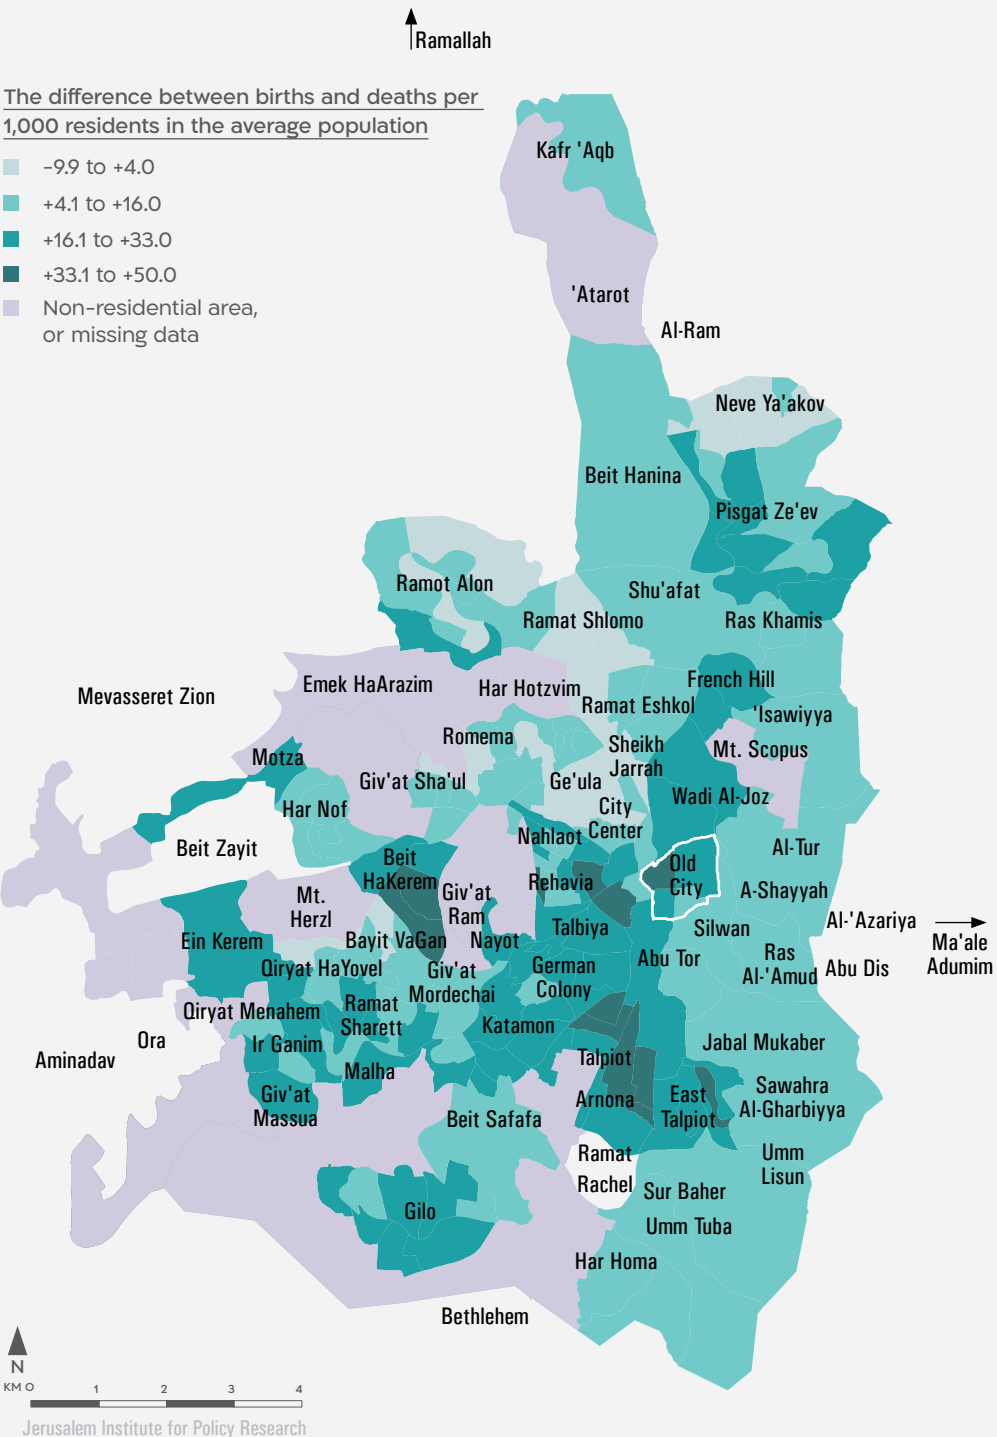 Ramallah
The difference between births and deaths per
1,000 residents in the average population
-9.9 to +4.0
+4.1 to +16.0
+16.1 to +33.0
+33.1 to +50.0
Non-residential area,
or missing data
Kafr 'Aqb
'Atarot
Al-Ram
Neve Ya'akov
Beit Hanina
Pisgat Ze'ev
Ramot Alon
Shu'afat
Ramat Shlomo
Ras Khamis
Emek HaArazim
Har Hotzvim
French Hill
Mevasseret Zion
Ramat Eshkol
'Isawiyya
Romema
Sheikh
Jarrah
Mt. Scopus
Motza
Giv'at Sha'ul
Ge'ula
Wadi Al-Joz
Har Nof
City
Center
Nahlaot
Beit Zayit
Beit
HaKerem
Old
City
Al-Tur
Rehavia
A-Shayyah
Mt.
Herzl
Giv'at
Ram
Al-'Azariya
Ma'ale
Adumim
Ein Kerem
Bayit VaGan
Nayot
Talbiya
Silwan
Qiryat HaYovel
Giv'at
Mordechai
German
Colony
Abu Tor
Ras
Al-'Amud
Abu Dis
Qiryat Menahem
Ramat
Sharett
Katamon
Ora
Ir Ganim
Jabal Mukaber
Aminadav
Malha
Talpiot
Giv'at
Massua
Arnona
East
Talpiot
Sawahra
Al-Gharbiyya
Beit Safafa
Ramat
Rachel
Umm
Lisun
Sur Baher
Gilo
Umm Tuba
Har Homa
Bethlehem
N
KM 0 1 2 3 4
Jerusalem Institute for Policy Research